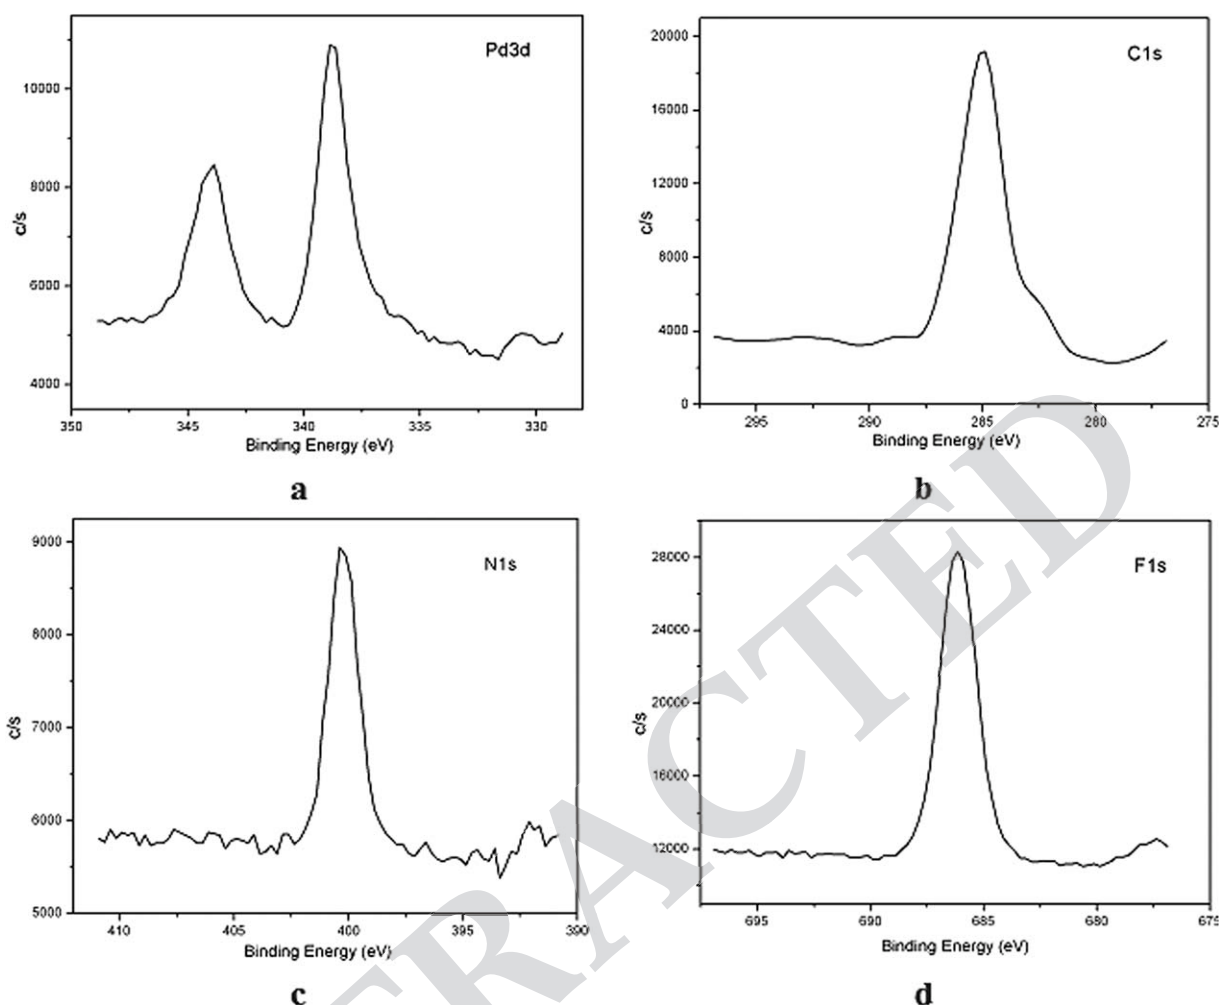 Pd3d
c/s
10000
8000
6000
4000
350 345 340 335 330
Binding Energy (eV)
a
C1s
c/s
20000
16000
12000
8000
4000
0
295 290 285 280 275
Binding Energy (eV)
b
N1s
c/s
9000
8000
7000
6000
5000
410 405 400 395 390
Binding Energy (eV)
c
F1s
c/s
28000
24000
20000
16000
12000
695 690 685 680 675
Binding Energy (eV)
d
RACTED